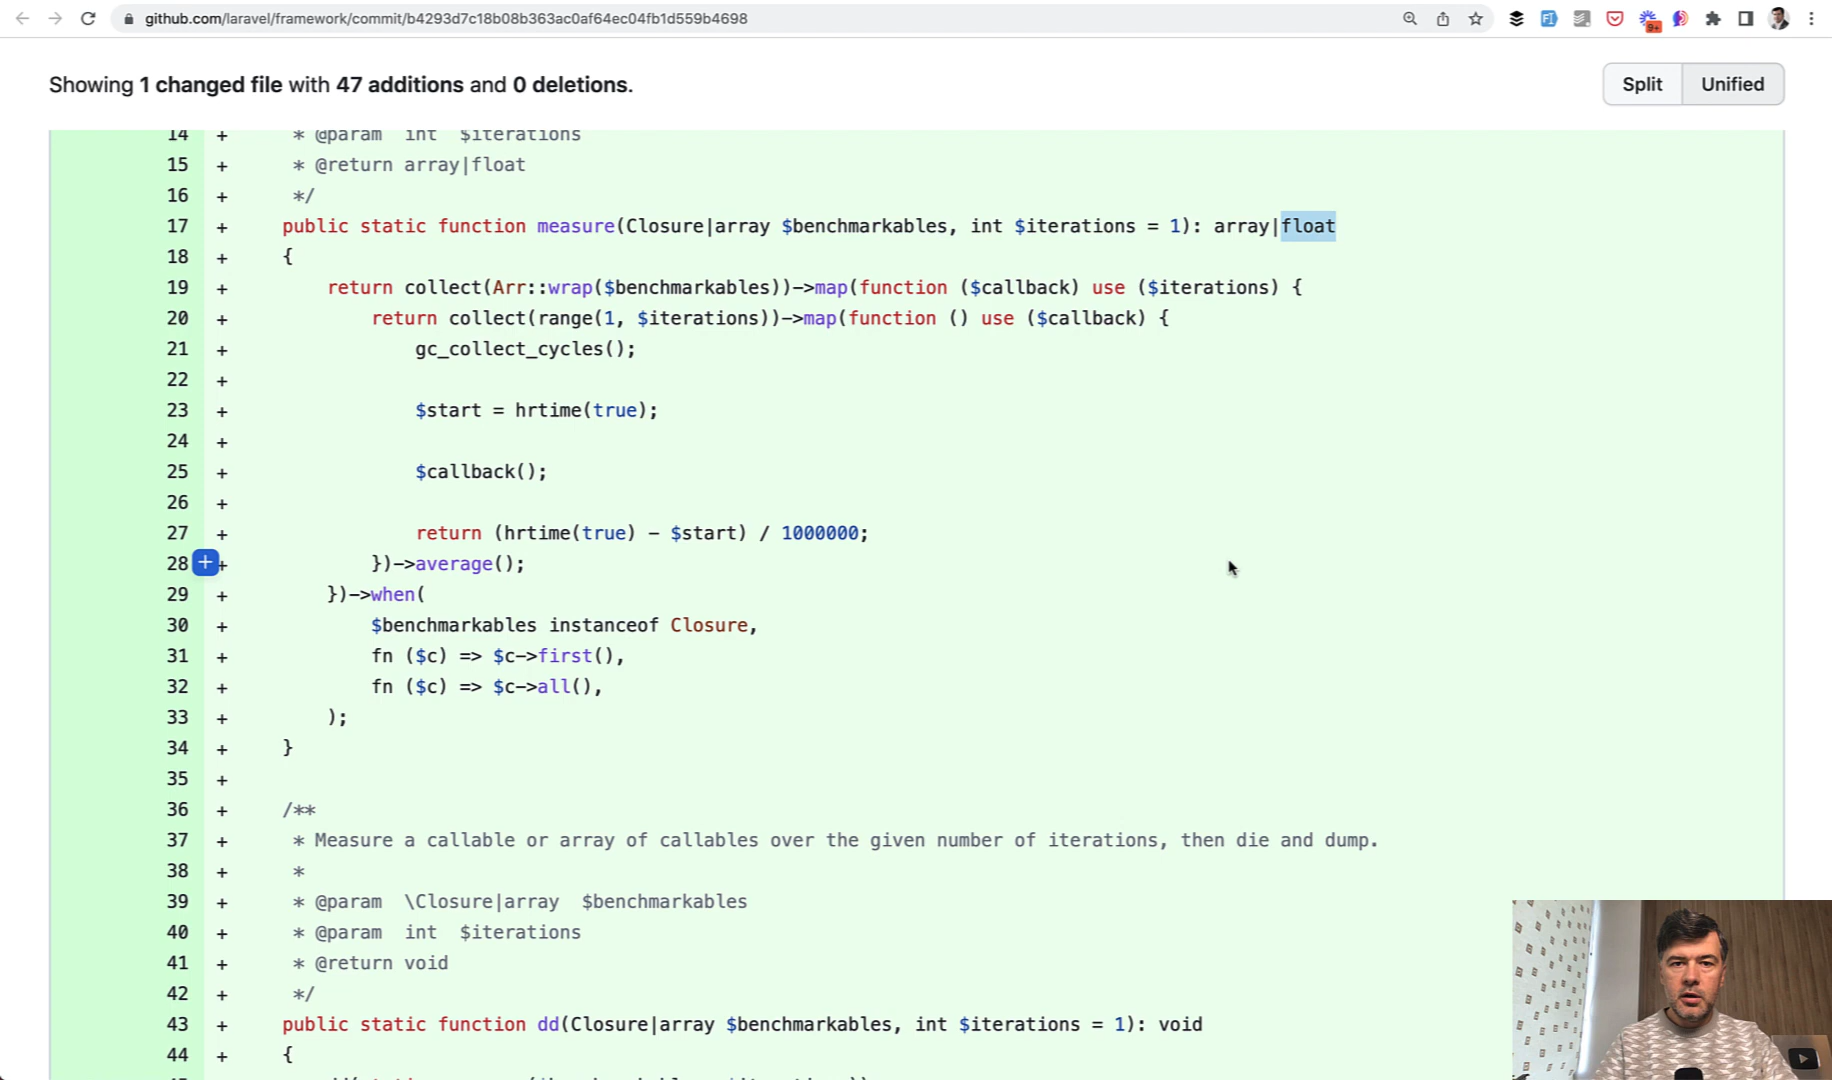 github.com/laravel/framework/commit/b4293d7c18b08b363ac0af64ec04fb1d559b4698
9+
Showing 1 changed file with 47 additions and 0 deletions.
Split Unified
14 + * @param int $iterations
15 + * @return array|float
16 + */
17 + public static function measure(Closure|array $benchmarkables, int $iterations = 1): array|float
18 + {
19 + return collect(Arr::wrap($benchmarkables))->map(function ($callback) use ($iterations) {
20 + return collect(range(1, $iterations))->map(function () use ($callback) {
21 + gc_collect_cycles();
22 +
23 + $start = hrtime(true);
24 +
25 + $callback();
26 +
27 + return (hrtime(true) - $start) / 1000000;
28 + })->average();
29 + })->when(
30 + $benchmarkables instanceof Closure,
31 + fn ($c) => $c->first(),
32 + fn ($c) => $c->all(),
33 + );
34 + }
35 +
36 + /**
37 + * Measure a callable or array of callables over the given number of iterations, then die and dump.
38 + *
39 + * @param \Closure|array $benchmarkables
40 + * @param int $iterations
41 + * @return void
42 + */
43 + public static function dd(Closure|array $benchmarkables, int $iterations = 1): void
44 + {